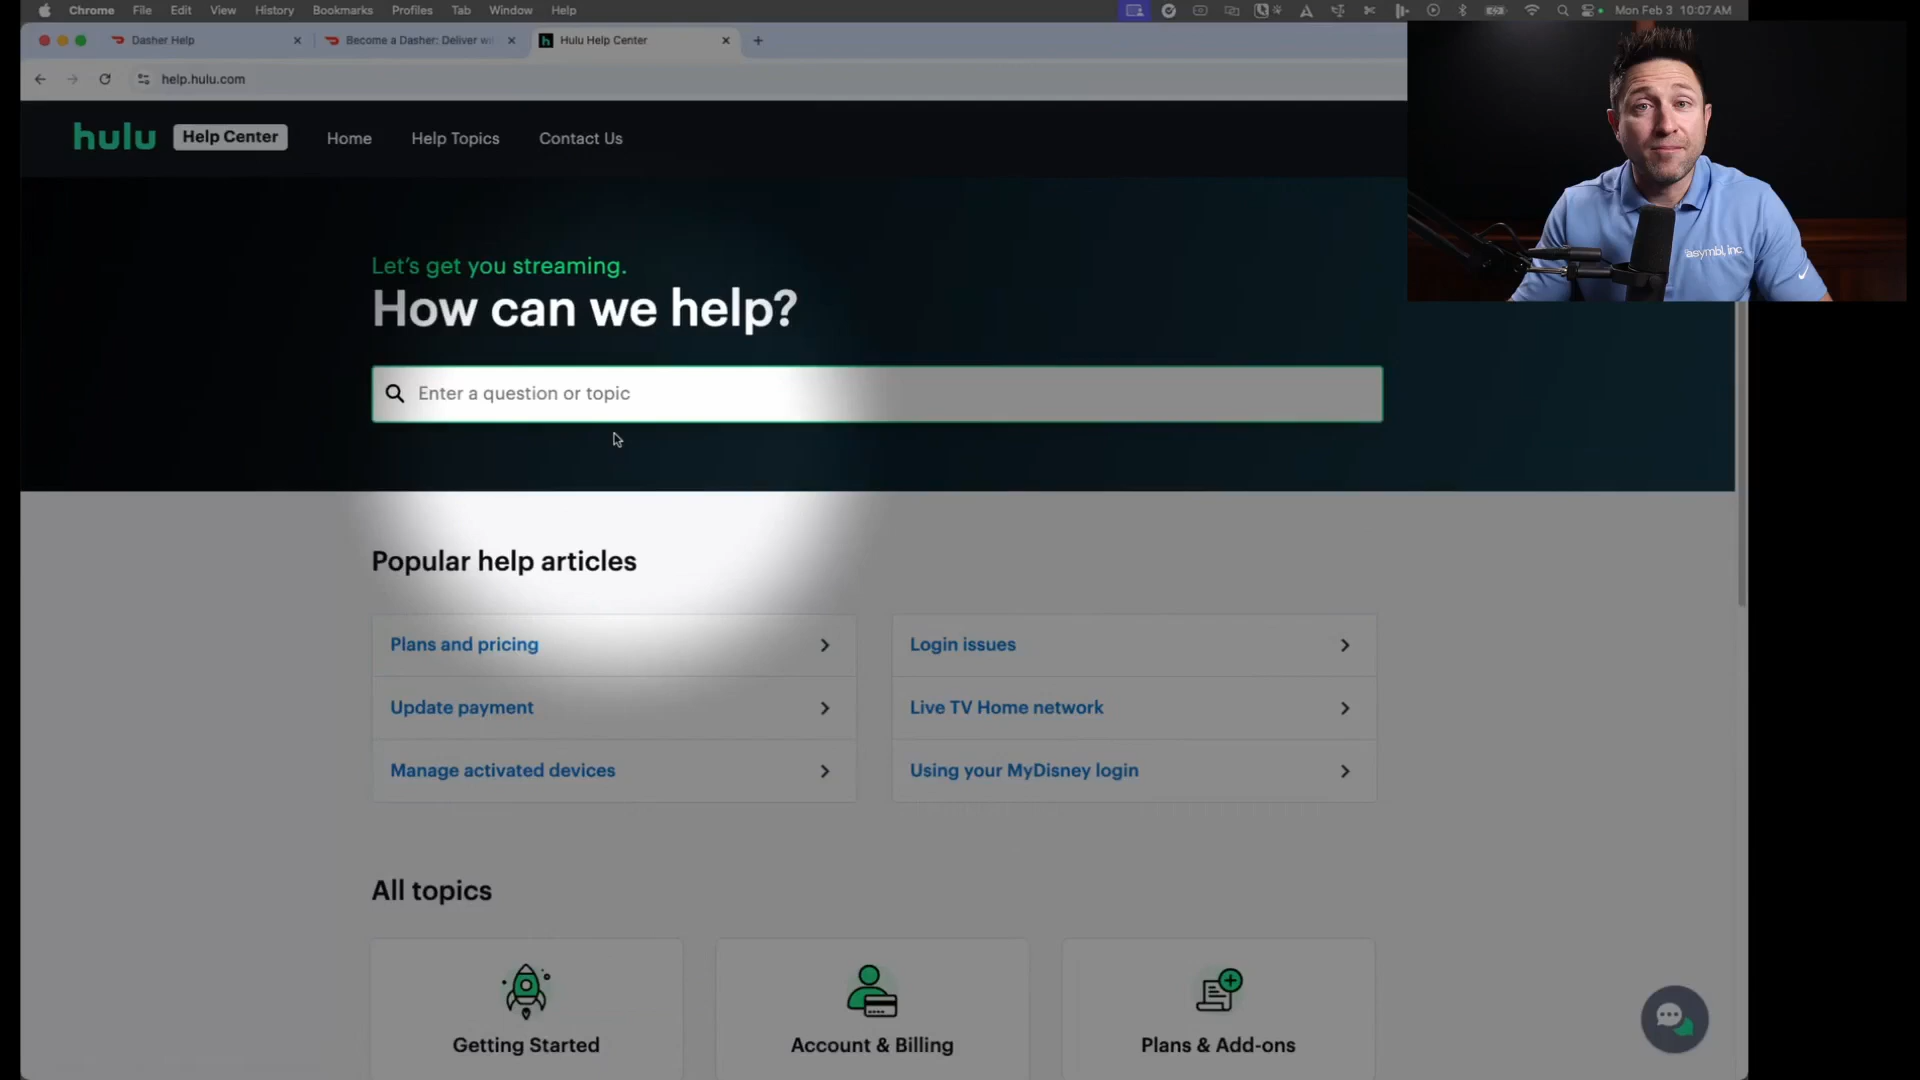 Chrome File Edit View History Bookmarks Profiles Tab Window Help Mon Feb 3 10:07 AM
Dasher Help
Become a Dasher: Deliver wi
Hulu Help Center
help.hulu.com
hulu Help Center Home Help Topics Contact Us
asymbl, inc.
Let's get you streaming.
How can we help?
Enter a question or topic
Popular help articles
Plans and pricing
Login issues
Update payment
Live TV Home network
Manage activated devices
Using your MyDisney login
All topics
Getting Started
Account & Billing
Plans & Add-ons